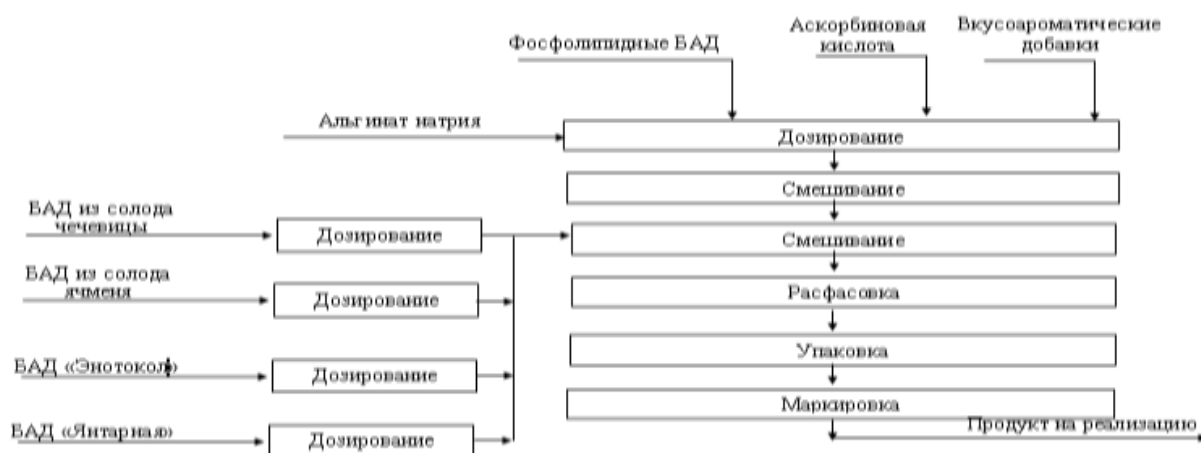 Фосфолипидные БАД
Аскорбиновая
кислота
Вкусоароматические
добавки
Альгинат натрия
Дозирование
Смешивание
БАД из солода
чечевицы
Дозирование
Смешивание
БАД из солода
ячменя
Дозирование
Расфасовка
Упаковка
БАД «Энотокол»
Дозирование
Маркировка
БАД «Янтарная»
Дозирование
Продукт на реализацию